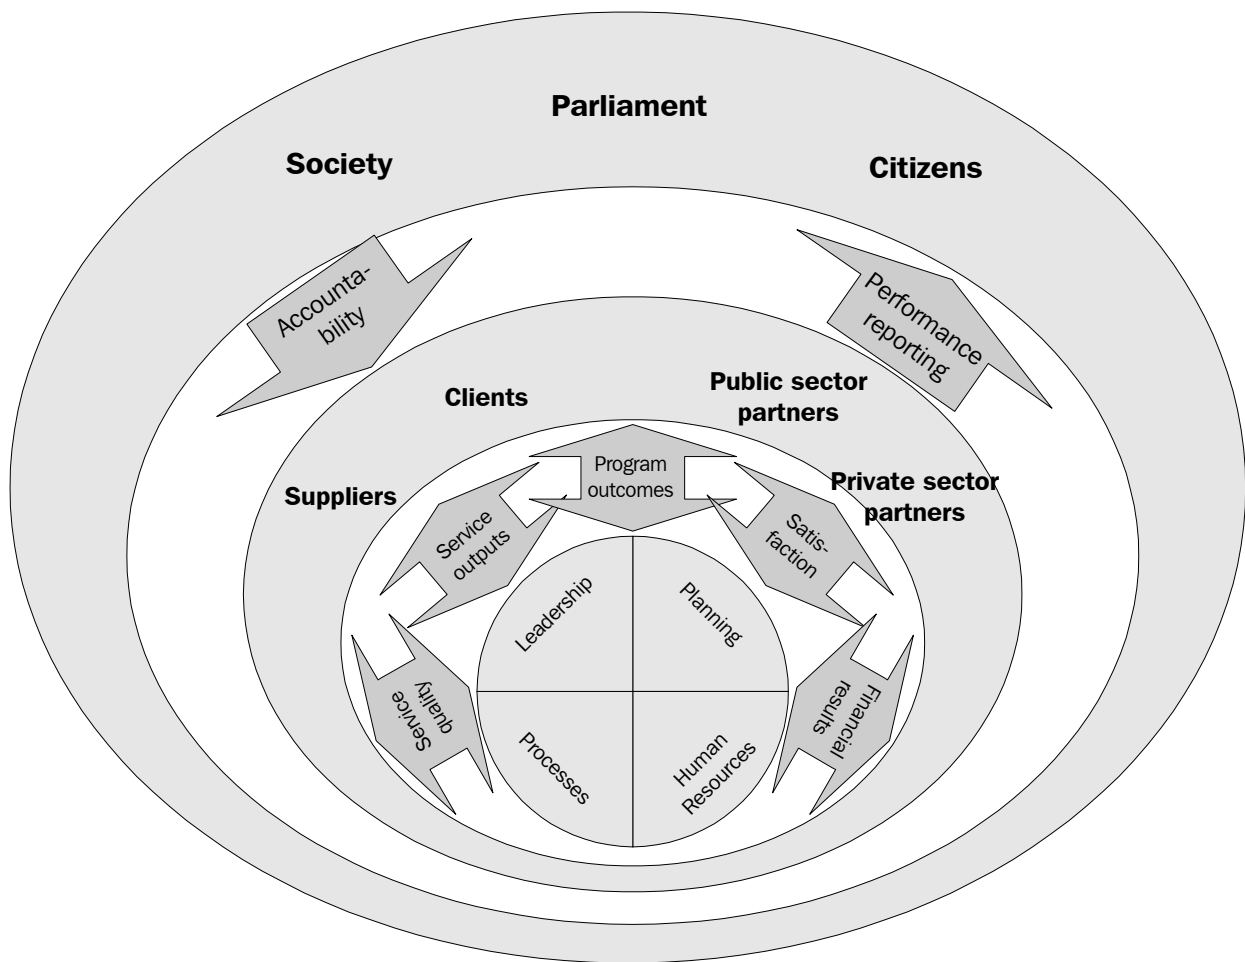 Parliament
Society
Citizens
Accounta-
bility
Performance
reporting
Clients
Public sector
partners
Suppliers
Private sector
partners
Program
outcomes
Service
outputs
Satis-
faction
Service
quality
Financial
results
Leadership
Planning
Processes
Human
Resources